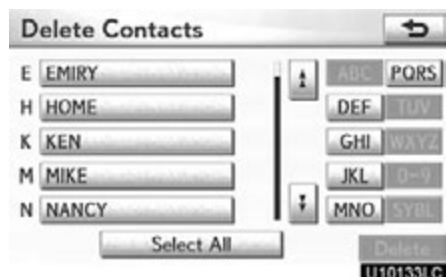 Delete Contacts
E EMIRY
H HOME
K KEN
M MIKE
N NANCY
Select All
ABC PQRS
DEF TUV
GHI WXYZ
JKL 0-9
MNO SYBL
Delete
U10133LC